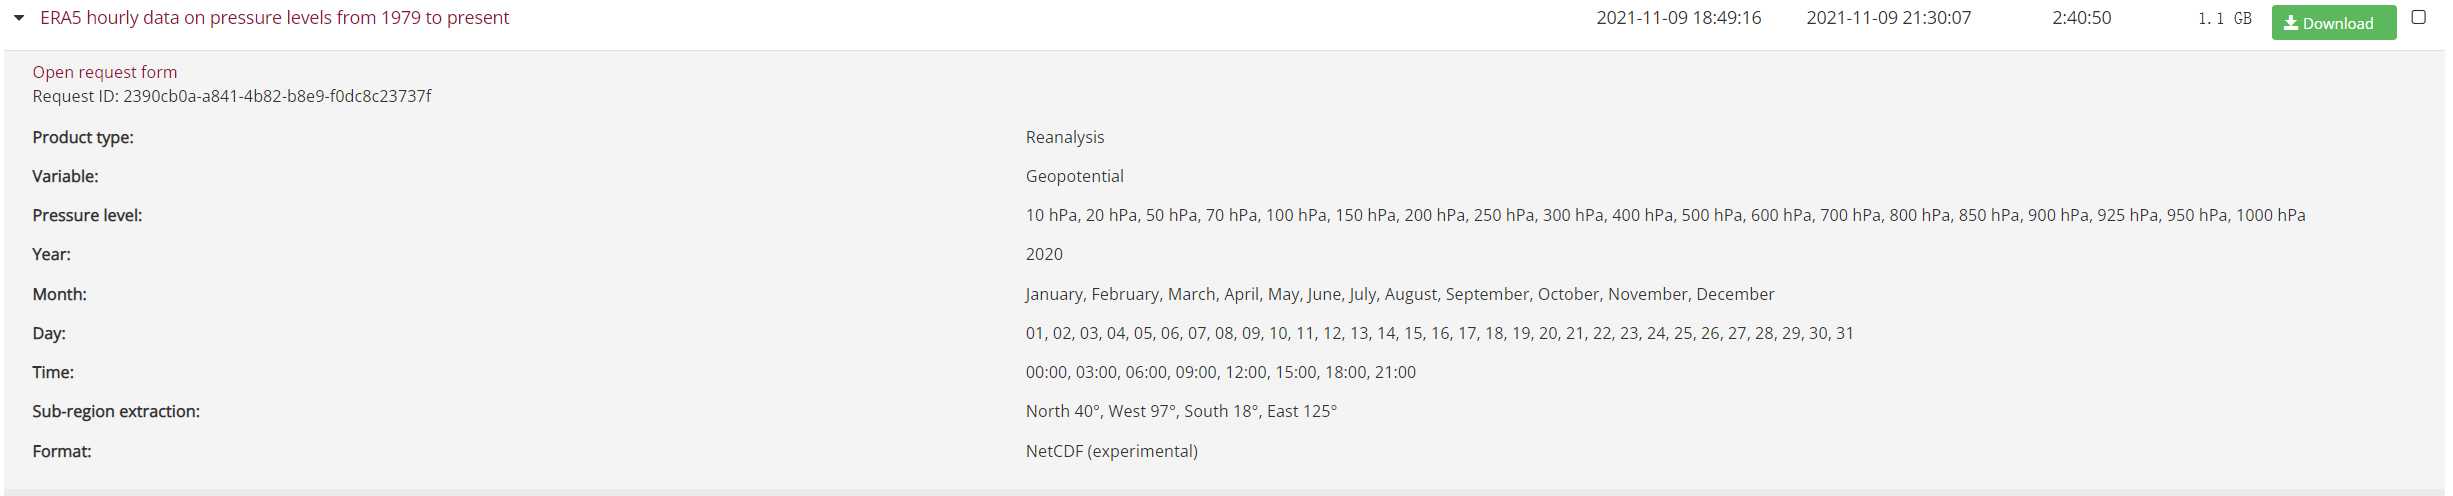 ERA5 hourly data on pressure levels from 1979 to present 2021-11-09 18:49:16 2021-11-09 21:30:07 2:40:50 1.1 GB Download
Open request form
Request ID: 2390cb0a-a841-4b82-b8e9-f0dc8c23737f
Product type: Reanalysis
Variable: Geopotential
Pressure level: 10 hPa, 20 hPa, 50 hPa, 70 hPa, 100 hPa, 150 hPa, 200 hPa, 250 hPa, 300 hPa, 400 hPa, 500 hPa, 600 hPa, 700 hPa, 800 hPa, 850 hPa, 900 hPa, 925 hPa, 950 hPa, 1000 hPa
Year: 2020
Month: January, February, March, April, May, June, July, August, September, October, November, December
Day: 01, 02, 03, 04, 05, 06, 07, 08, 09, 10, 11, 12, 13, 14, 15, 16, 17, 18, 19, 20, 21, 22, 23, 24, 25, 26, 27, 28, 29, 30, 31
Time: 00:00, 03:00, 06:00, 09:00, 12:00, 15:00, 18:00, 21:00
Sub-region extraction: North 40°, West 97°, South 18°, East 125°
Format: NetCDF (experimental)